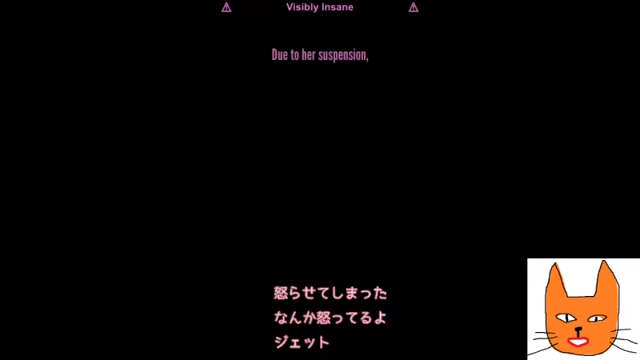 ⚠ Visibly Insane ⚠
Due to her suspension,
怒らせてしまった
なんか怒ってるよ
ジェット